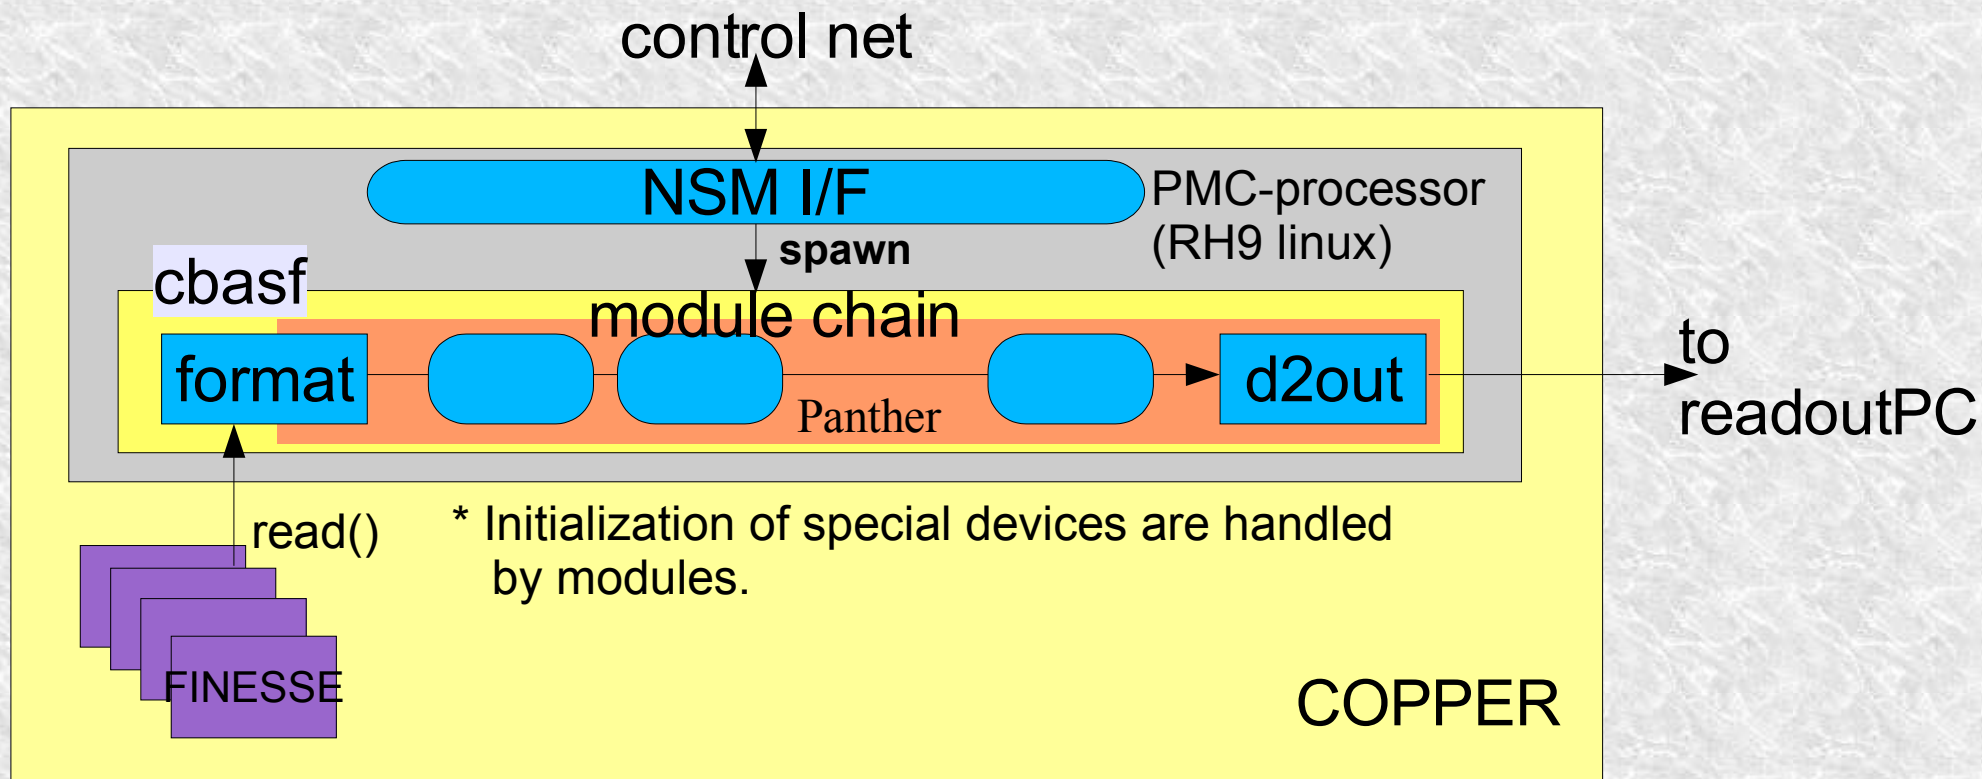 control net
NSM I/F
PMC-processor
(RH9 linux)
spawn
cbasf
module chain
format
d2out
Panther
to
readoutPC
read()
* Initialization of special devices are handled
by modules.
FINESSE
COPPER